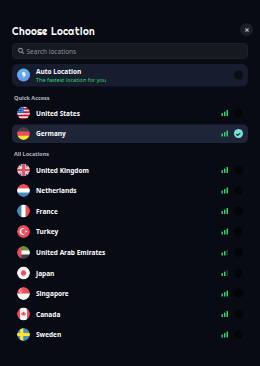 Choose Location
Search locations
Auto Location
The fastest location for you
Quick Access
United States
Germany
All Locations
United Kingdom
Netherlands
France
Turkey
United Arab Emirates
Japan
Singapore
Canada
Sweden